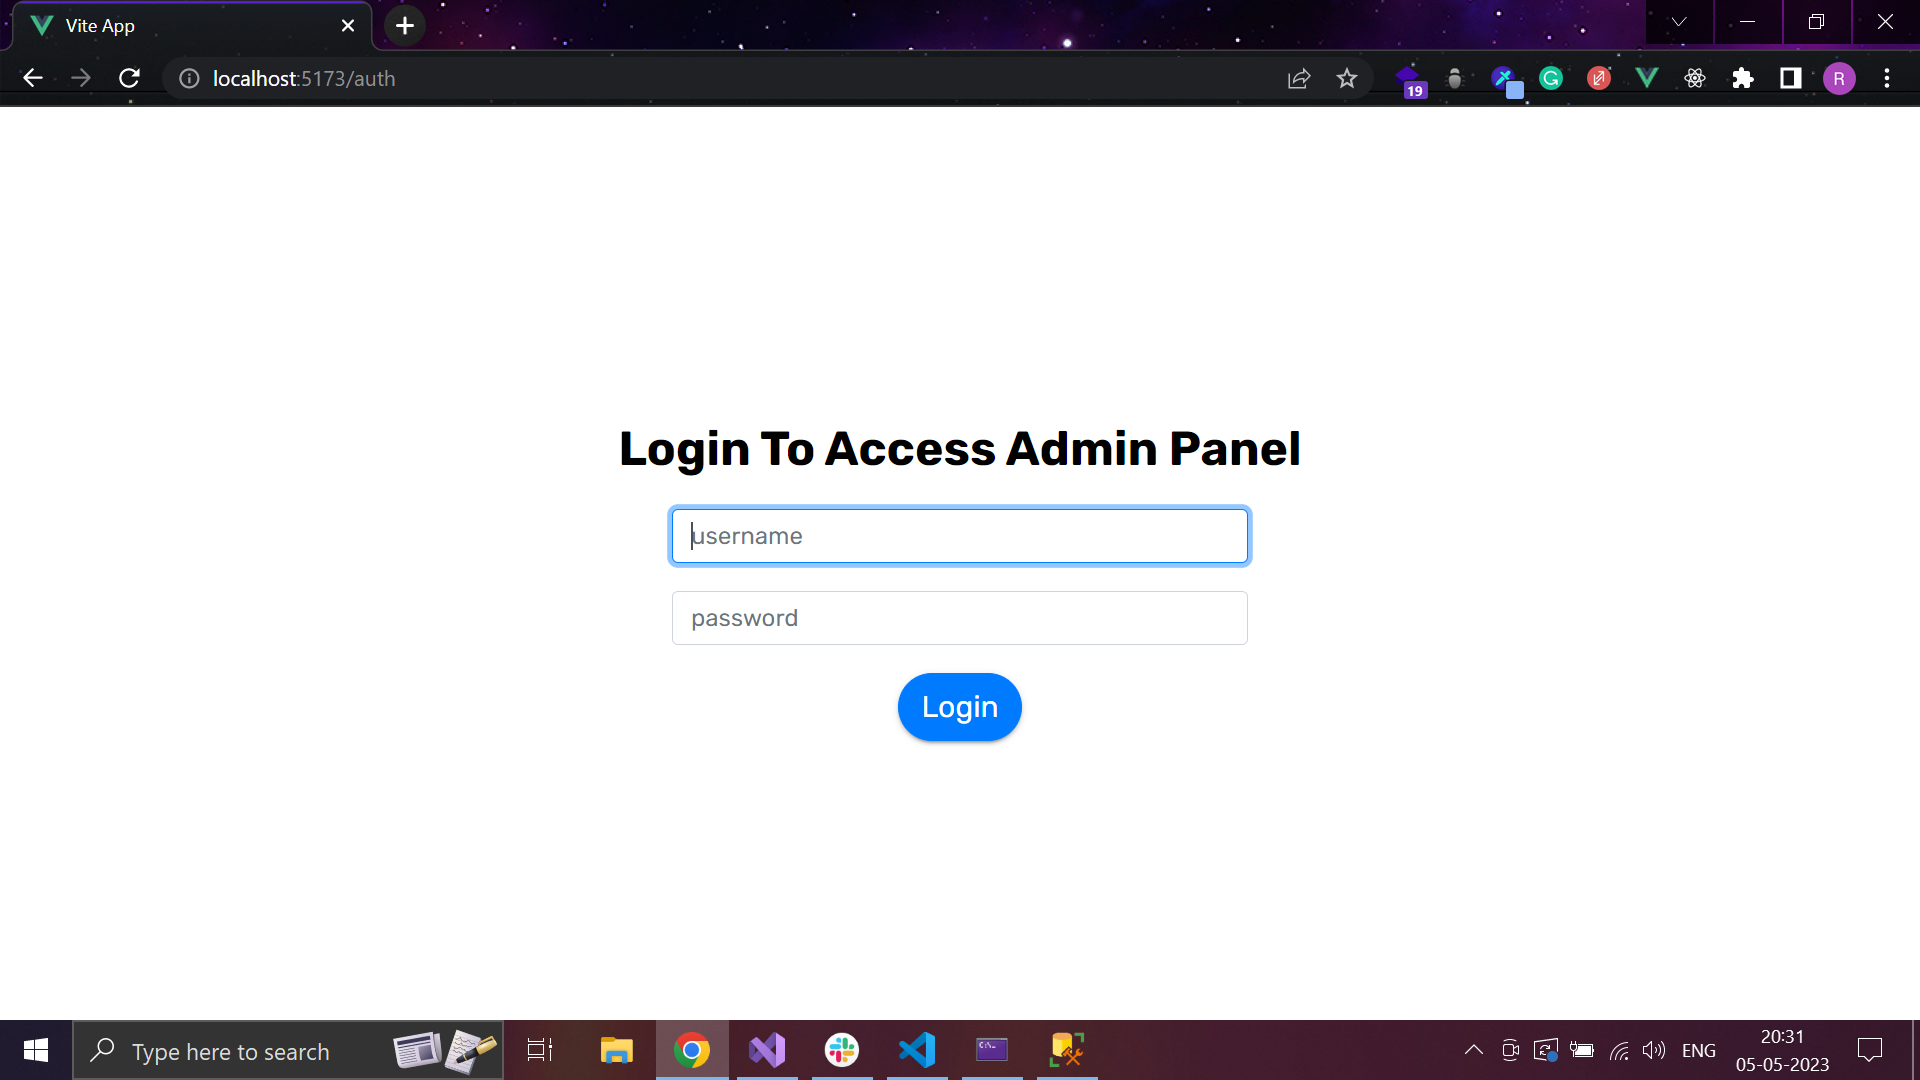 Vite App
localhost:5173/auth
19
R
Login To Access Admin Panel
username
password
Login
Type here to search
ENG
20:31
05-05-2023